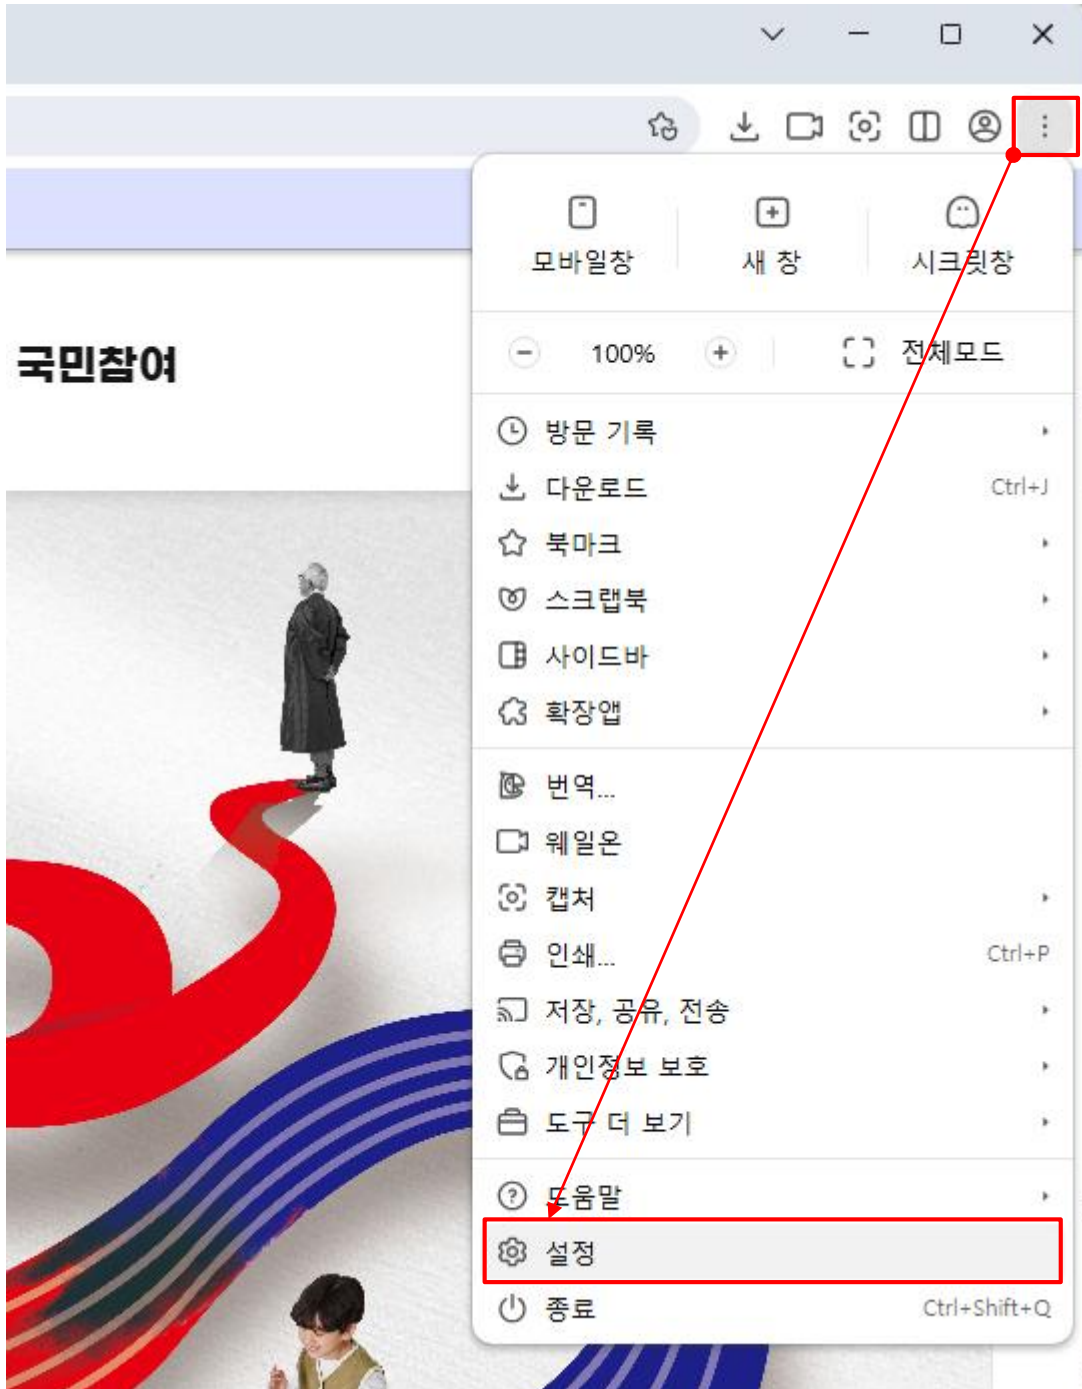 모바일창
새 창
시크릿창
국민참여
100%
전체모드
방문 기록
다운로드 Ctrl+J
북마크
스크랩북
사이드바
확장앱
번역...
웨일온
캡처
인쇄... Ctrl+P
저장, 공유, 전송
개인정보 보호
도구 더 보기
도움말
설정
종료 Ctrl+Shift+Q